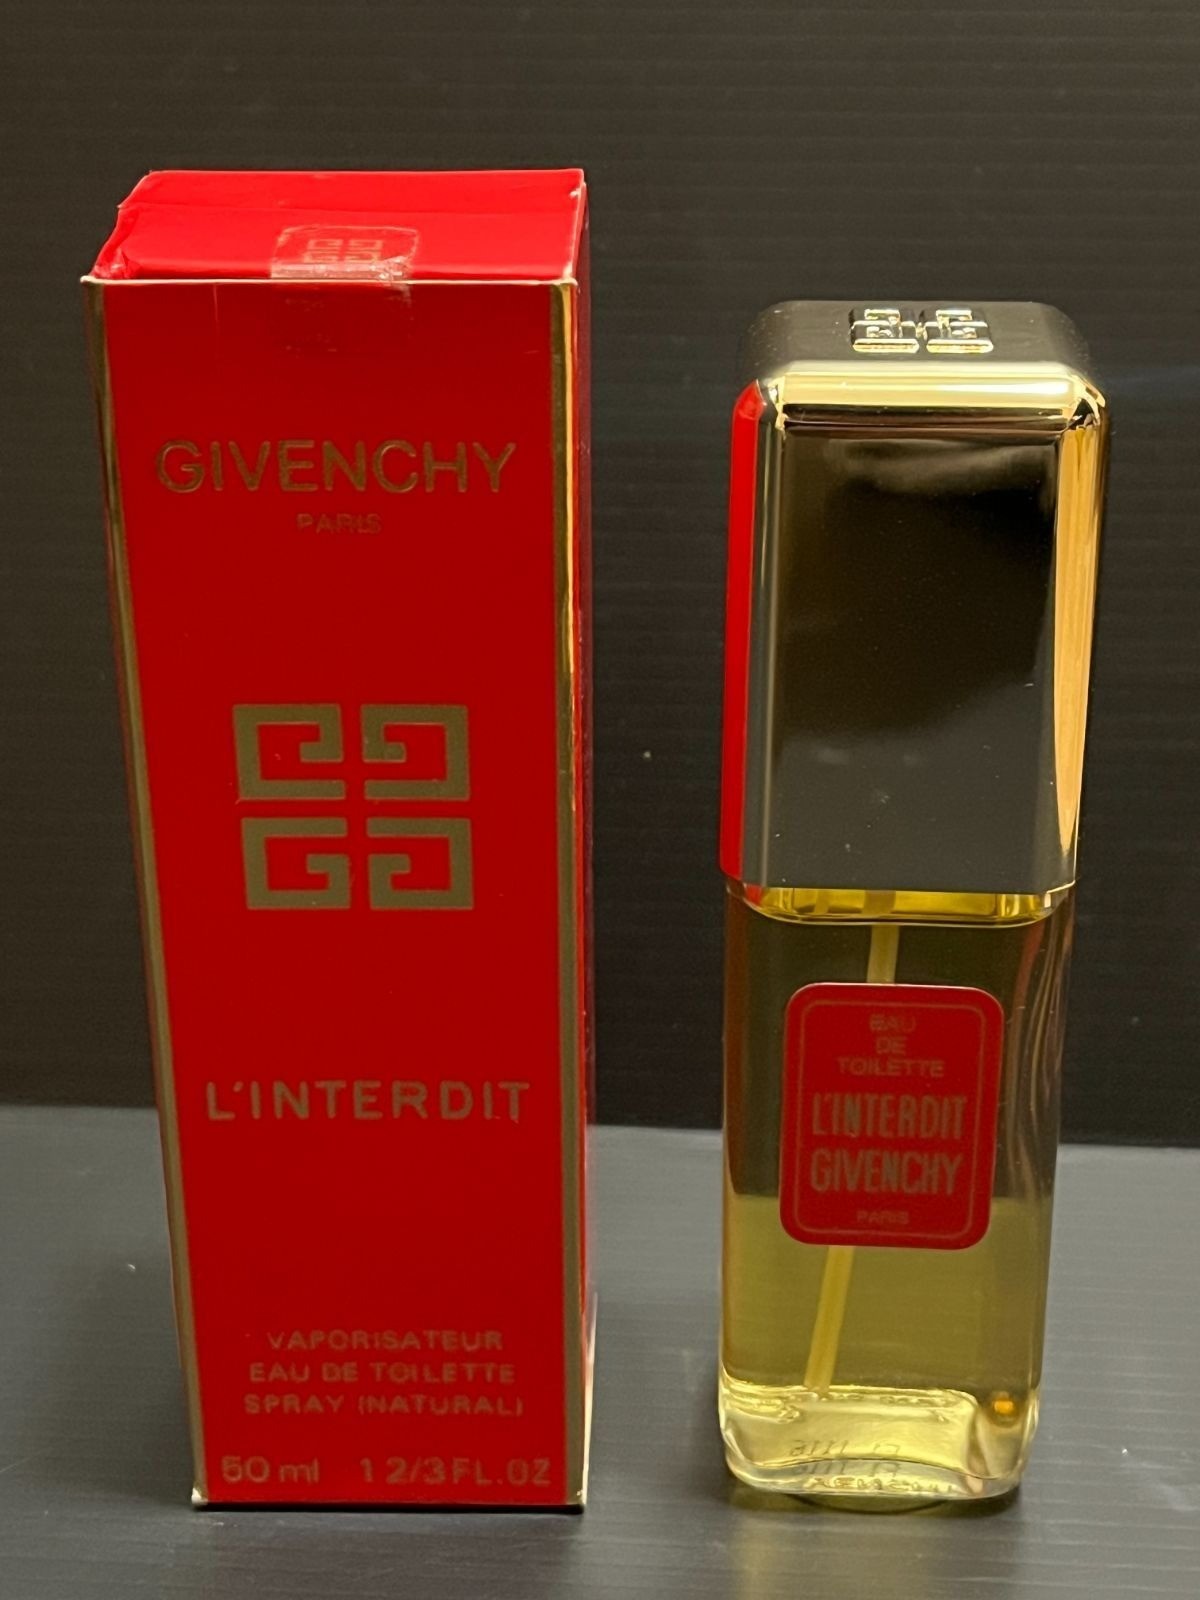 GIVENCHY
PARIS
L'INTERDIT
VAPORISATEUR
EAU DE TOILETTE
SPRAY (NATURAL)
50 ml 1 2/3 FL.OZ
EAU
DE
TOILETTE
L'INTERDIT
GIVENCHY
PARIS